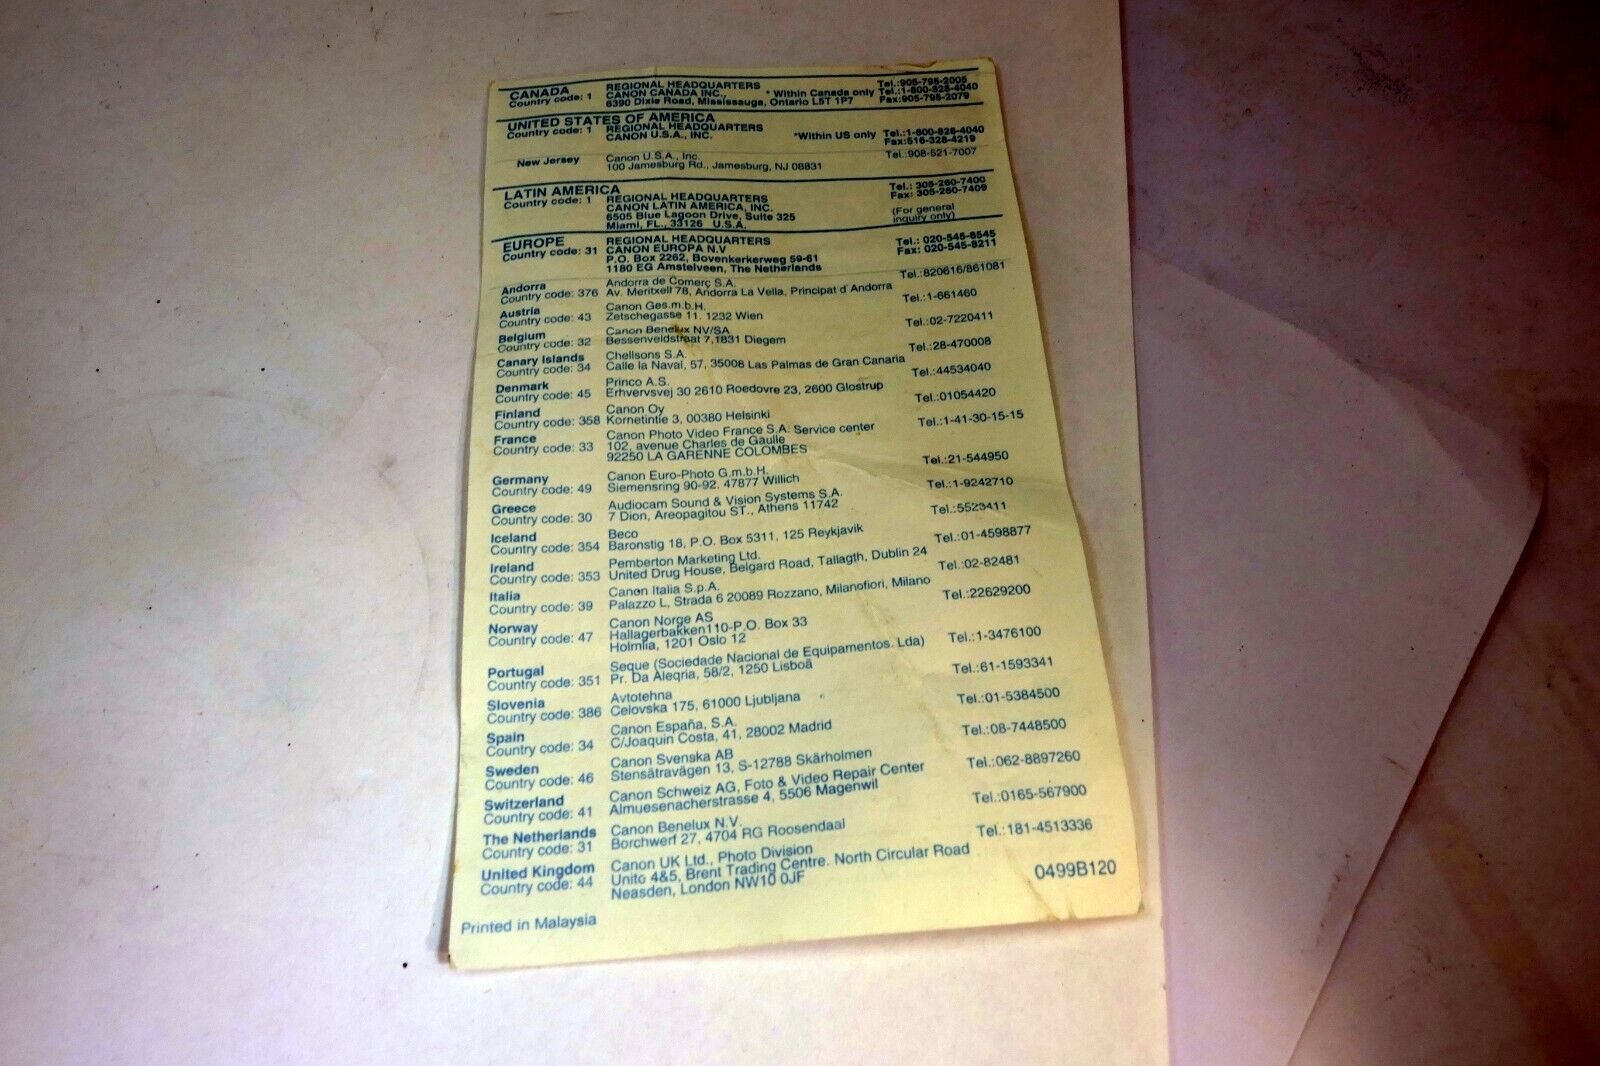 CANADA REGIONAL HEADQUARTERS Tel.:905-795-2005
Country code: 1 CANON CANADA INC., * Within Canada only Tel.:1-800-828-4040
6390 Dixie Road, Mississauga, Ontario L5T 1P7 Fax:905-795-2079
UNITED STATES OF AMERICA
Country code: 1 REGIONAL HEADQUARTERS *Within US only Tel.:1-800-828-4040
CANON U.S.A., INC. Fax:516-328-4219
New Jersey Canon U.S.A., Inc. Tel.:908-521-7007
100 Jamesburg Rd., Jamesburg, NJ 08831
LATIN AMERICA REGIONAL HEADQUARTERS Tel.: 305-260-7400
Country code: 1 CANON LATIN AMERICA, INC. Fax: 305-260-7409
6505 Blue Lagoon Drive, Suite 325 (For general
Miami, FL., 33126 U.S.A. inquiry only)
EUROPE REGIONAL HEADQUARTERS Tel.: 020-545-8545
Country code: 31 CANON EUROPA N.V Fax: 020-545-8211
P.O. Box 2262, Bovenkerkerweg 59-61
1180 EG Amstelveen, The Netherlands
Andorra Andorra de Comerç S.A. Tel.:820616/861081
Country code: 376 Av. Meritxell 78, Andorra La Vella, Principat d'Andorra
Austria Canon Ges.m.b.H. Tel.:1-661460
Country code: 43 Zetschegasse 11. 1232 Wien
Belgium Canon Benelux NV/SA Tel.:02-7220411
Country code: 32 Bessenveldstraat 7,1831 Diegem
Canary Islands Chellsons S.A. Tel.:28-470008
Country code: 34 Calle la Naval, 57, 35008 Las Palmas de Gran Canaria
Denmark Princo A.S. Tel.:44534040
Country code: 45 Erhvervsvej 30 2610 Roedovre 23, 2600 Glostrup
Finland Canon Oy Tel.:01054420
Country code: 358 Kornetintie 3, 00380 Helsinki
France Canon Photo Video France S.A. Service center Tel.:1-41-30-15-15
Country code: 33 102, avenue Charles de Gaulle
92250 LA GARENNE COLOMBES
Germany Canon Euro-Photo G.m.b.H. Tel.:21-544950
Country code: 49 Siemensring 90-92. 47877 Willich
Greece Audiocam Sound & Vision Systems S.A. Tel.:1-9242710
Country code: 30 7 Dion, Areopagitou ST., Athens 11742
Iceland Beco Tel.:5523411
Country code: 354 Baronstig 18, P.O. Box 5311, 125 Reykjavik
Ireland Pemberton Marketing Ltd. Tel.:01-4598877
Country code: 353 United Drug House, Belgard Road, Tallagth, Dublin 24
Italia Canon Italia S.p.A. Tel.:02-82481
Country code: 39 Palazzo L, Strada 6 20089 Rozzano, Milanofiori, Milano
Norway Canon Norge AS Tel.:22629200
Country code: 47 Hallagerbakken110-P.O. Box 33
Holmlia, 1201 Oslo 12
Portugal Seque (Sociedade Nacional de Equipamentos. Lda) Tel.:1-3476100
Country code: 351 Pr. Da Aleqria, 58/2, 1250 Lisboã
Slovenia Avtotehna Tel.:61-1593341
Country code: 386 Celovska 175, 61000 Ljubljana
Spain Canon España, S.A. Tel.:01-5384500
Country code: 34 C/Joaquin Costa, 41, 28002 Madrid
Sweden Canon Svenska AB Tel.:08-7448500
Country code: 46 Stensätravägen 13, S-12788 Skärholmen
Switzerland Canon Schweiz AG, Foto & Video Repair Center Tel.:062-8897260
Country code: 41 Almuesenacherstrasse 4, 5506 Magenwil
The Netherlands Canon Benelux N.V. Tel.:0165-567900
Country code: 31 Borchwerf 27, 4704 RG Roosendaal
United Kingdom Canon UK Ltd., Photo Division Tel.:181-4513336
Country code: 44 Unito 4&5, Brent Trading Centre. North Circular Road
Neasden, London NW10 0JF 0499B120
Printed in Malaysia